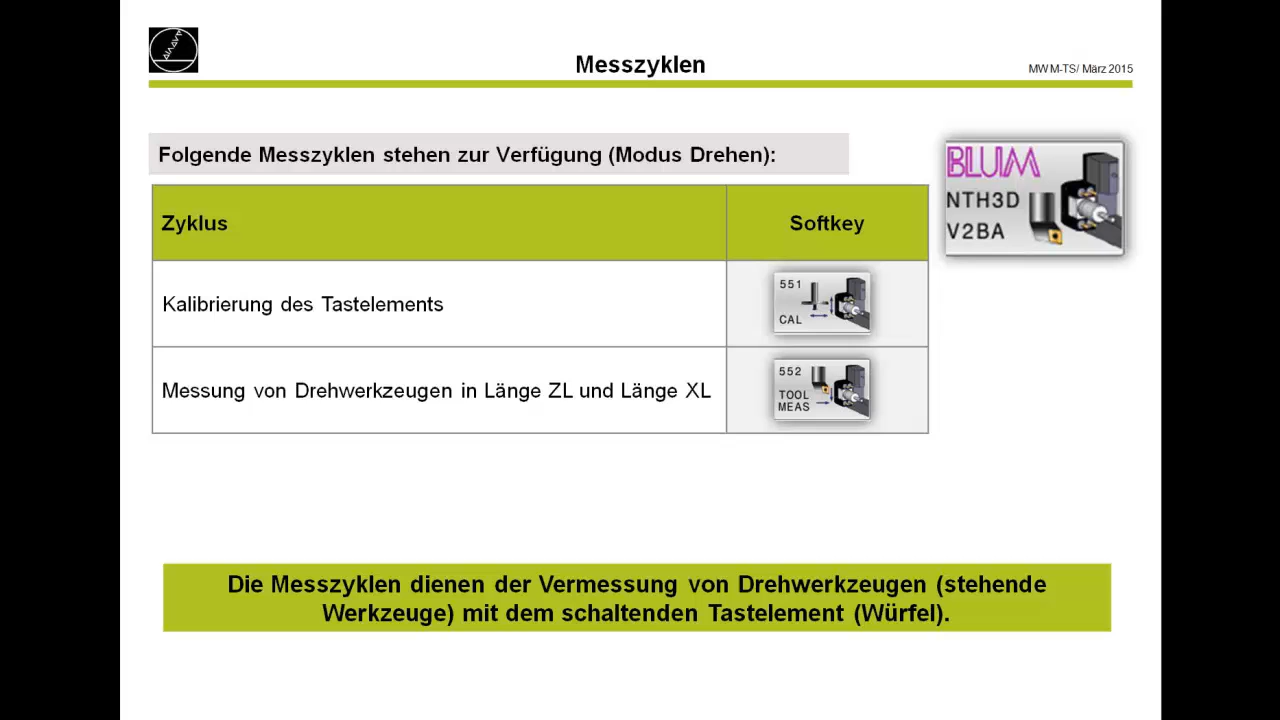 Messzyklen
MWM-TS/ März 2015
Folgende Messzyklen stehen zur Verfügung (Modus Drehen):
BLUM
NTH3D
V2BA
Zyklus
Softkey
Kalibrierung des Tastelements
551
CAL
Messung von Drehwerkzeugen in Länge ZL und Länge XL
552
TOOL
MEAS
Die Messzyklen dienen der Vermessung von Drehwerkzeugen (stehende
Werkzeuge) mit dem schaltenden Tastelement (Würfel).